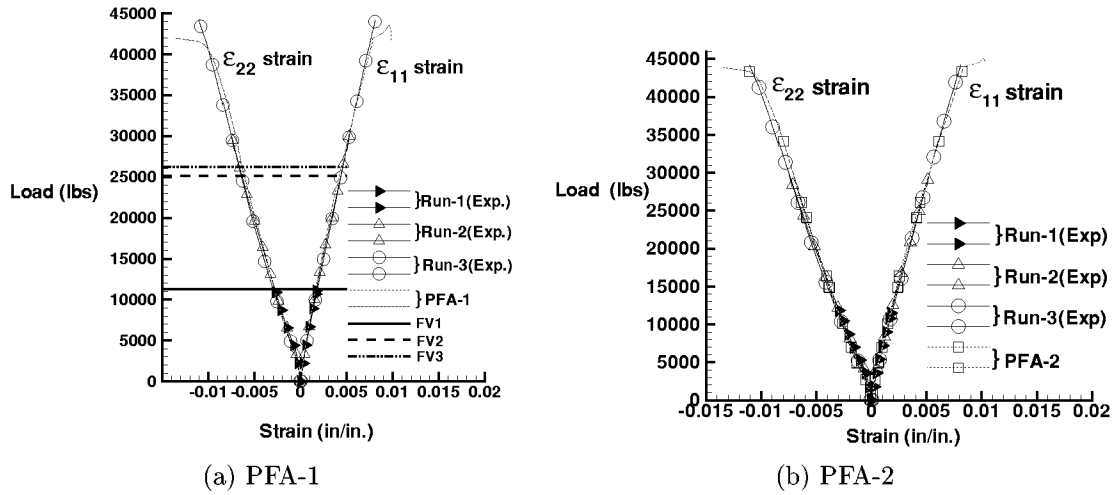 45000
40000
35000
30000
25000
20000
15000
10000
5000
0
Load (lbs)
ε22 strain
ε11 strain
}Run-1(Exp.)
}Run-2(Exp.)
}Run-3(Exp.)
}PFA-1
FV1
FV2
FV3
-0.01 -0.005 0 0.005 0.01 0.015 0.02
Strain (in/in.)
(a) PFA-1
45000
40000
35000
30000
25000
20000
15000
10000
5000
0
Load (lbs)
ε22 strain
ε11 strain
}Run-1(Exp)
}Run-2(Exp)
}Run-3(Exp)
}PFA-2
-0.015 -0.01 -0.005 0 0.005 0.01 0.015 0.02
Strain (in/in.)
(b) PFA-2